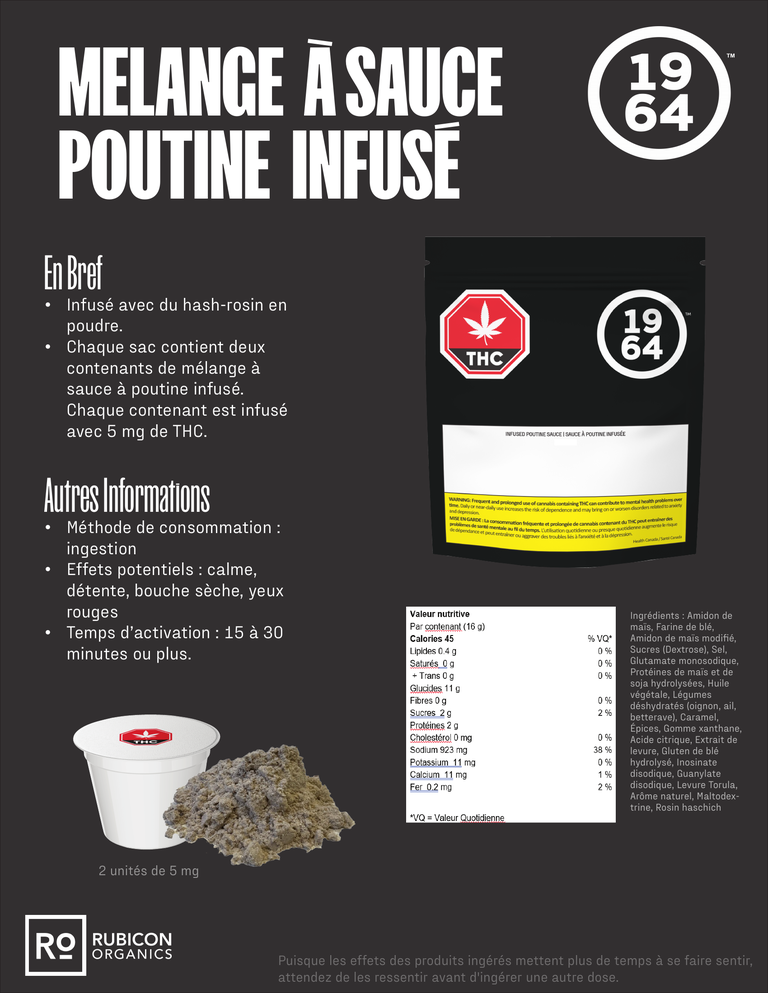 MELANGE À SAUCE
POUTINE INFUSÉ
19
64
™
En Bref
• Infusé avec du hash-rosin en
poudre.
• Chaque sac contient deux
contenants de mélange à
sauce à poutine infusé.
Chaque contenant est infusé
avec 5 mg de THC.
Autres Informations
• Méthode de consommation :
ingestion
• Effets potentiels : calme,
détente, bouche sèche, yeux
rouges
• Temps d'activation : 15 à 30
minutes ou plus.
THC
19
64
™
INFUSED POUTINE SAUCE I SAUCE À POUTINE INFUSÉE
WARNING: Frequent and prolonged use of cannabis containing THC can contribute to mental health problems over
time. Daily or near-daily use increases the risk of dependence and may bring on or worsen disorders related to anxiety
and depression.
MISE EN GARDE : La consommation fréquente et prolongée de cannabis contenant du THC peut entraîner des
problèmes de santé mentale au fil du temps. L'utilisation quotidienne ou presque quotidienne augmente le risque
de dépendance et peut entraîner ou aggraver des troubles liés à l'anxiété et à la dépression.
Health Canada / Santé Canada
Valeur nutritive
Par contenant (16 g)
Calories 45 % VQ*
Lipides 0.4 g 0 %
Saturés 0 g 0 %
+ Trans 0 g 0 %
Glucides 11 g
Fibres 0 g 0 %
Sucres 2 g 2 %
Protéines 2 g
Cholestérol 0 mg 0 %
Sodium 923 mg 38 %
Potassium 11 mg 0 %
Calcium 11 mg 1 %
Fer 0.2 mg 2 %
*VQ = Valeur Quotidienne
Ingrédients : Amidon de
maïs, Farine de blé,
Amidon de maïs modifié,
Sucres (Dextrose), Sel,
Glutamate monosodique,
Protéines de maïs et de
soja hydrolysées, Huile
végétale, Légumes
déshydratés (oignon, ail,
betterave), Caramel,
Épices, Gomme xanthane,
Acide citrique, Extrait de
levure, Gluten de blé
hydrolysé, Inosinate
disodique, Guanylate
disodique, Levure Torula,
Arôme naturel, Maltodex-
trine, Rosin haschich
THC
2 unités de 5 mg
RO
RUBICON
ORGANICS
Puisque les effets des produits ingérés mettent plus de temps à se faire sentir,
attendez de les ressentir avant d'ingérer une autre dose.